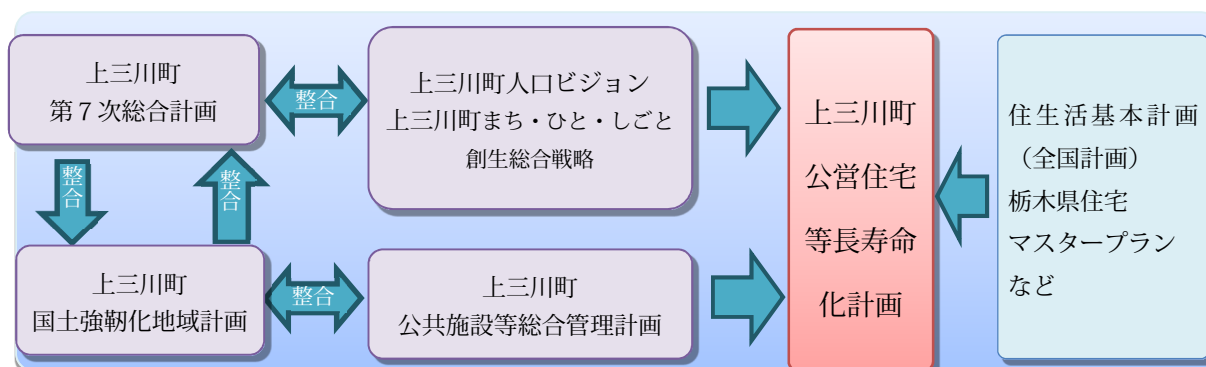 上三川町
第7次総合計画
整合
上三川町人口ビジョン
上三川町まち・ひと・しごと
創生総合戦略
整合
整合
上三川町
国土強靭化地域計画
整合
上三川町
公共施設等総合管理計画
上三川町
公営住宅
等長寿命
化計画
住生活基本計画
（全国計画）
栃木県住宅
マスタープラン
など